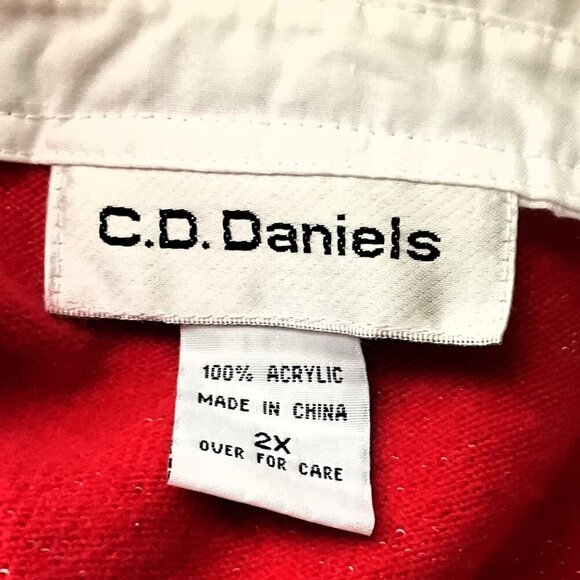 C.D. Daniels
100% ACRYLIC
MADE IN CHINA
2X
OVER FOR CARE